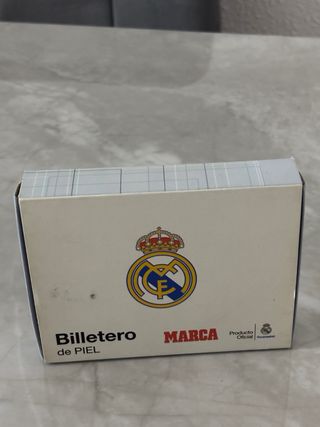 Billetero
de PIEL
MARCA
Producto
Oficial